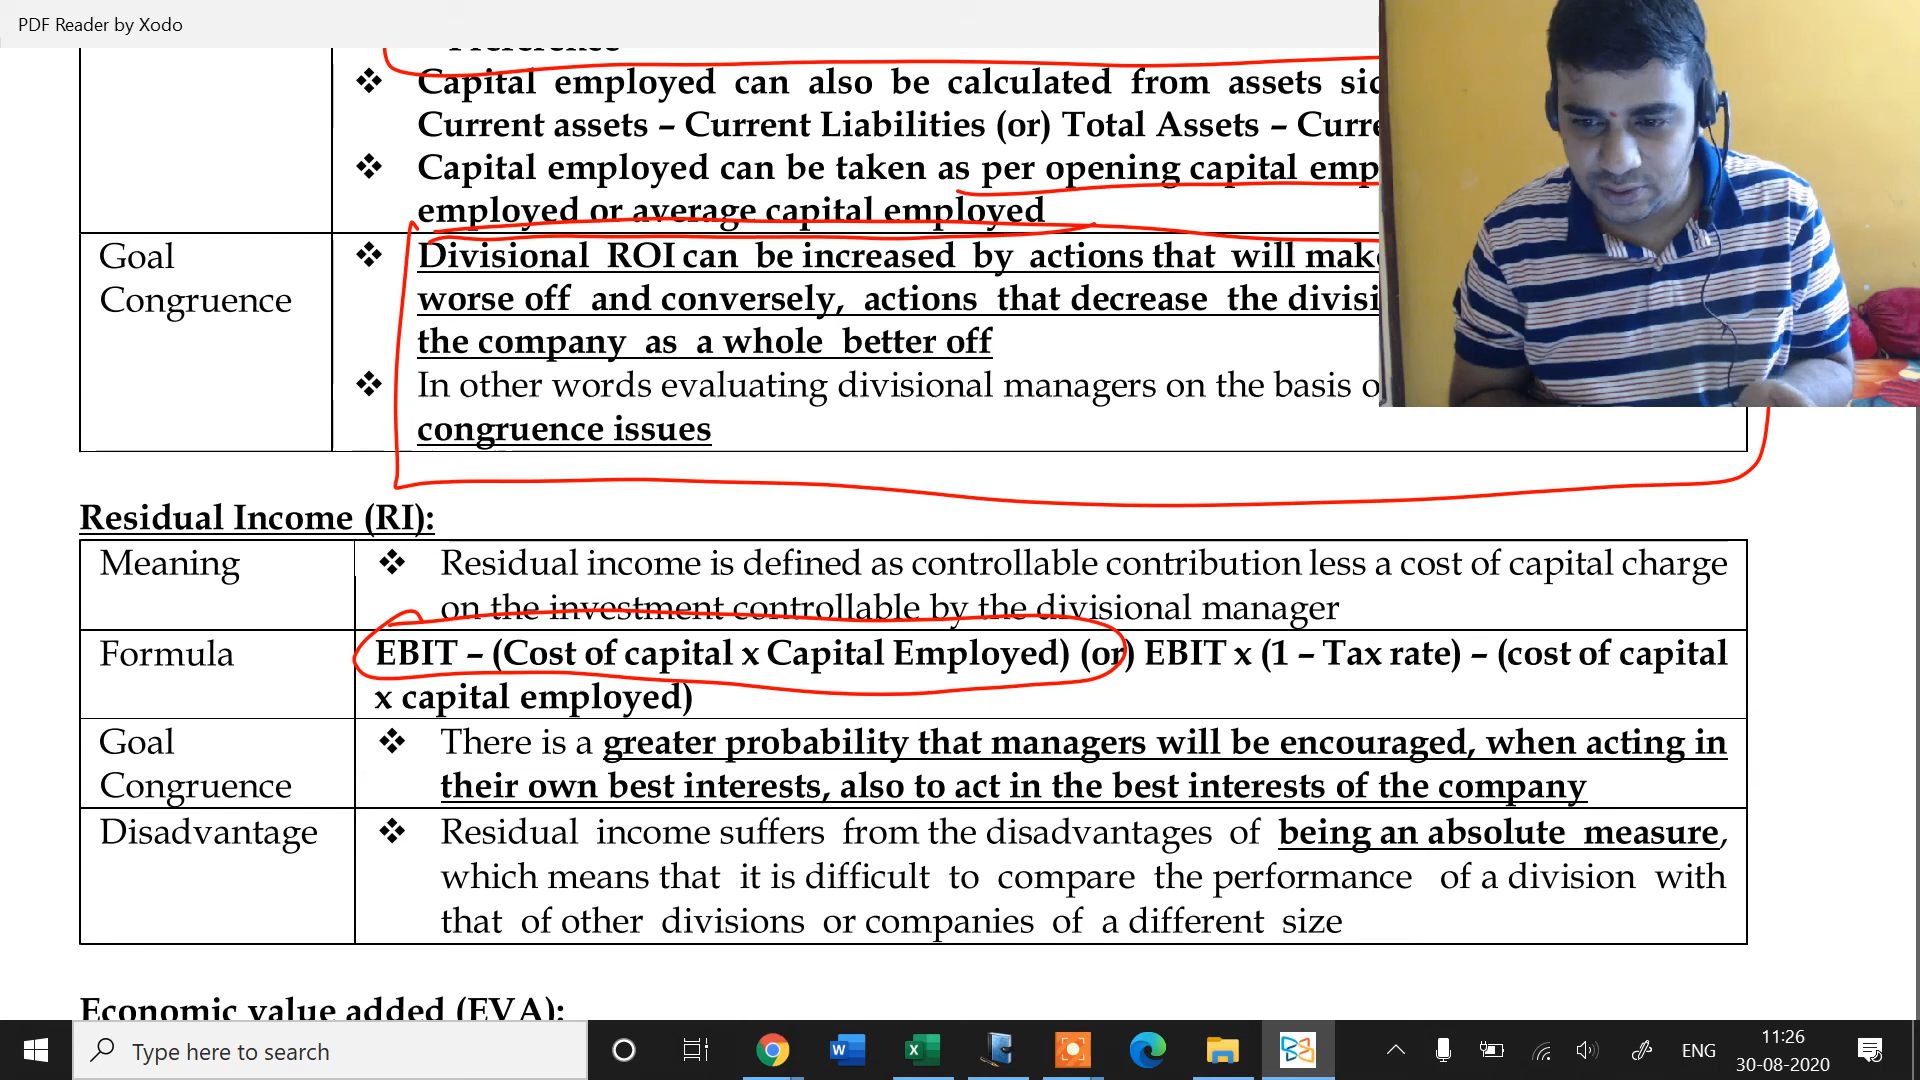 PDF Reader by Xodo
❖ Capital employed can also be calculated from assets
Current assets – Current Liabilities (or) Total Assets –
❖ Capital employed can be taken as per opening capital
employed or average capital employed
Goal Congruence
❖ Divisional ROI can be increased by actions that will
worse off and conversely, actions that decrease the
the company as a whole better off
❖ In other words evaluating divisional managers on the basis
congruence issues
Residual Income (RI):
Meaning
❖ Residual income is defined as controllable contribution less a cost of capital charge
on the investment controllable by the divisional manager
Formula
EBIT – (Cost of capital x Capital Employed) (or) EBIT x (1 – Tax rate) – (cost of capital
x capital employed)
Goal
Congruence
❖ There is a greater probability that managers will be encouraged, when acting in
their own best interests, also to act in the best interests of the company
Disadvantage
❖ Residual income suffers from the disadvantages of being an absolute measure,
which means that it is difficult to compare the performance of a division with
that of other divisions or companies of a different size
Economic value added (EVA):
Type here to search
ENG
11:26
30-08-2020